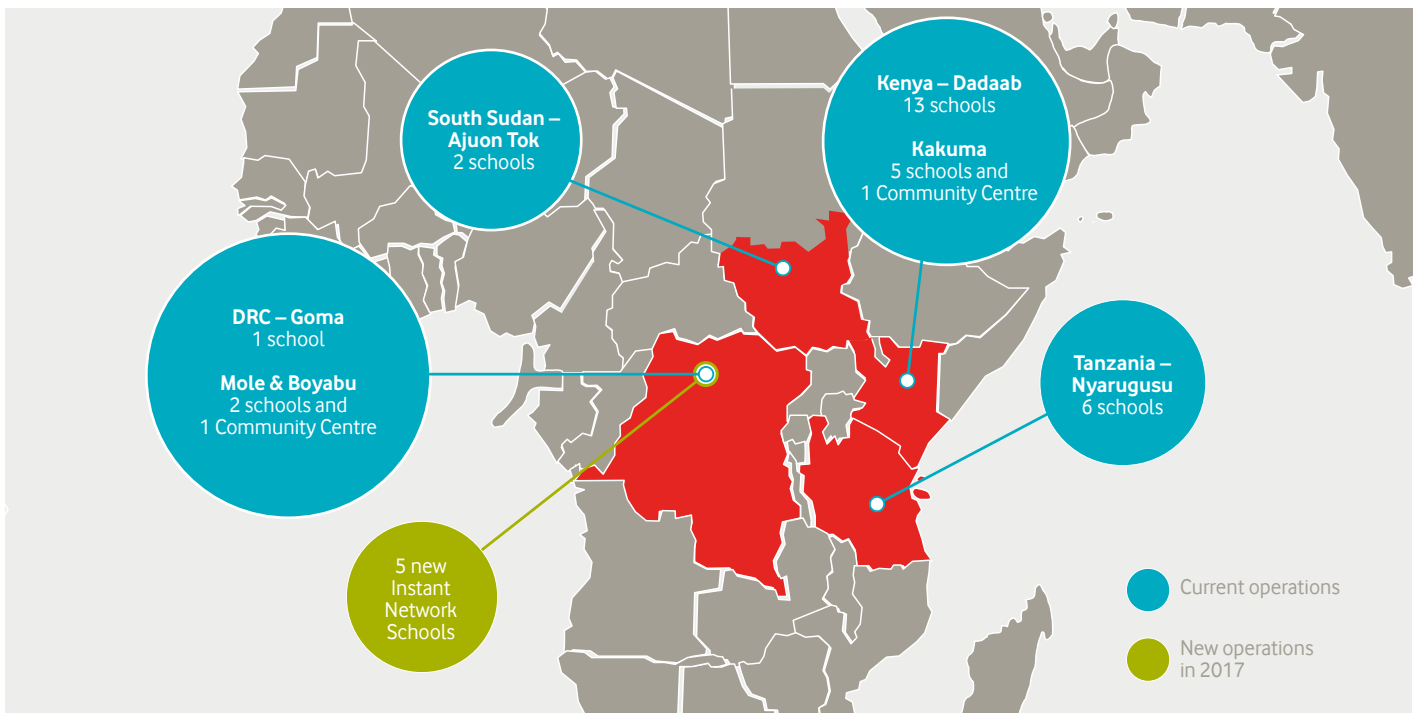 South Sudan –
Ajuon Tok
2 schools
Kenya – Dadaab
13 schools
Kakuma
5 schools and
1 Community Centre
DRC – Goma
1 school
Mole & Boyabu
2 schools and
1 Community Centre
Tanzania –
Nyarugusu
6 schools
5 new
Instant
Network
Schools
Current operations
New operations
in 2017